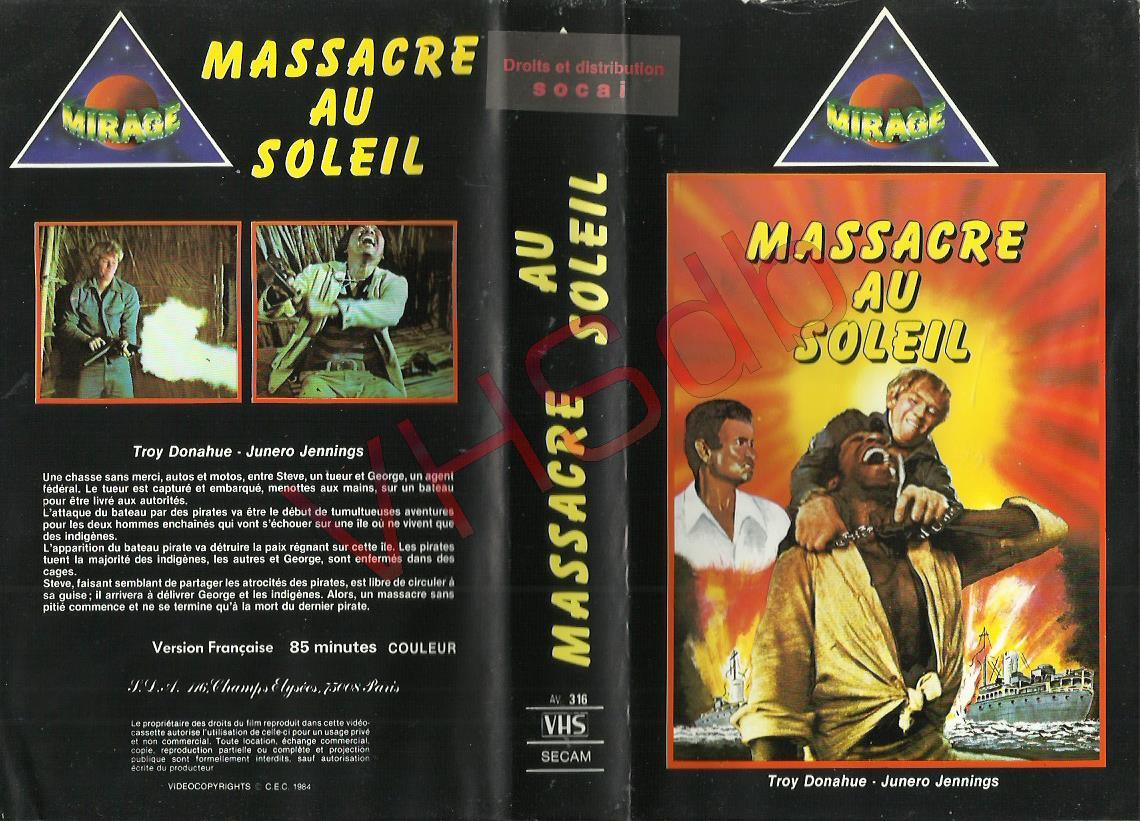 MIRAGE
MASSACRE
AU
SOLEIL
Troy Donahue - Junero Jennings
Une chasse sans merci, autos et motos, entre Steve, un tueur et George, un agent
fédéral. Le tueur est capturé et embarqué, menottes aux mains, sur un bateau
pour être livré aux autorités.
L'attaque du bateau par des pirates va être le début de tumultueuses aventures
pour les deux hommes enchaînés qui vont s'échouer sur une île où ne vivent que
des indigènes.
L'apparition du bateau pirate va détruire la paix régnant sur cette île. Les pirates
tuent la majorité des indigènes, les autres et George, sont enfermés dans des
cages.
Steve, faisant semblant de partager les atrocités des pirates, est libre de circuler à
sa guise ; il arrivera à délivrer George et les indigènes. Alors, un massacre sans
pitié commence et ne se termine qu'à la mort du dernier pirate.
Version Française 85 minutes COULEUR
S.D.A. 116, Champs Elysées, 75008 Paris
Le propriétaire des droits du film reproduit dans cette vidéo-
cassette autorise l'utilisation de celle-ci pour un usage privé
et non commercial. Toute location, échange commercial,
copie, reproduction partielle ou complète et projection
publique sont formellement interdits, sauf autorisation
écrite du producteur
VIDEOCOPYRIGHTS © C.E.C. 1984
Droits et distribution
socai
MASSACRE AU SOLEIL
AV 316
VHS
SECAM
MIRAGE
MASSACRE
AU
SOLEIL
Troy Donahue - Junero Jennings
VHSdb